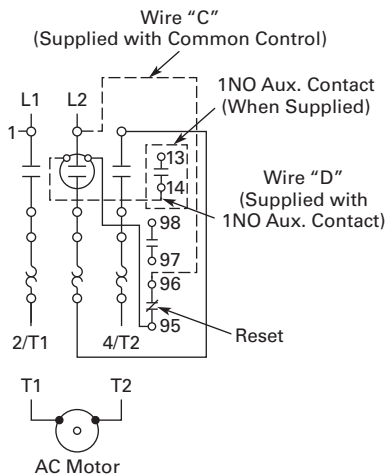 Wire “C”
(Supplied with Common Control)
L1
L2
1NO Aux. Contact
(When Supplied)
1
13
14
Wire “D”
(Supplied with
1NO Aux. Contact)
98
97
96
95
Reset
2/T1
4/T2
T1
T2
AC Motor